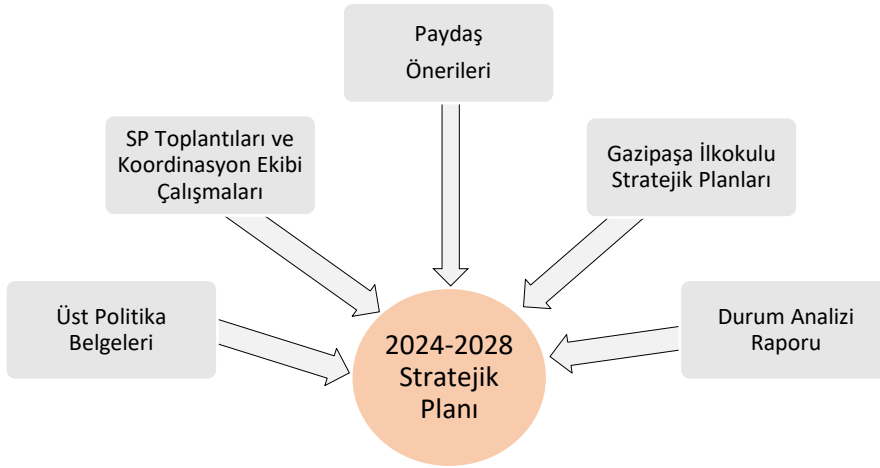 Paydaş
Önerileri
SP Toplantıları ve
Koordinasyon Ekibi
Çalışmaları
Gazipaşa İlkokulu
Stratejik Planları
Üst Politika
Belgeleri
Durum Analizi
Raporu
2024-2028
Stratejik
Planı